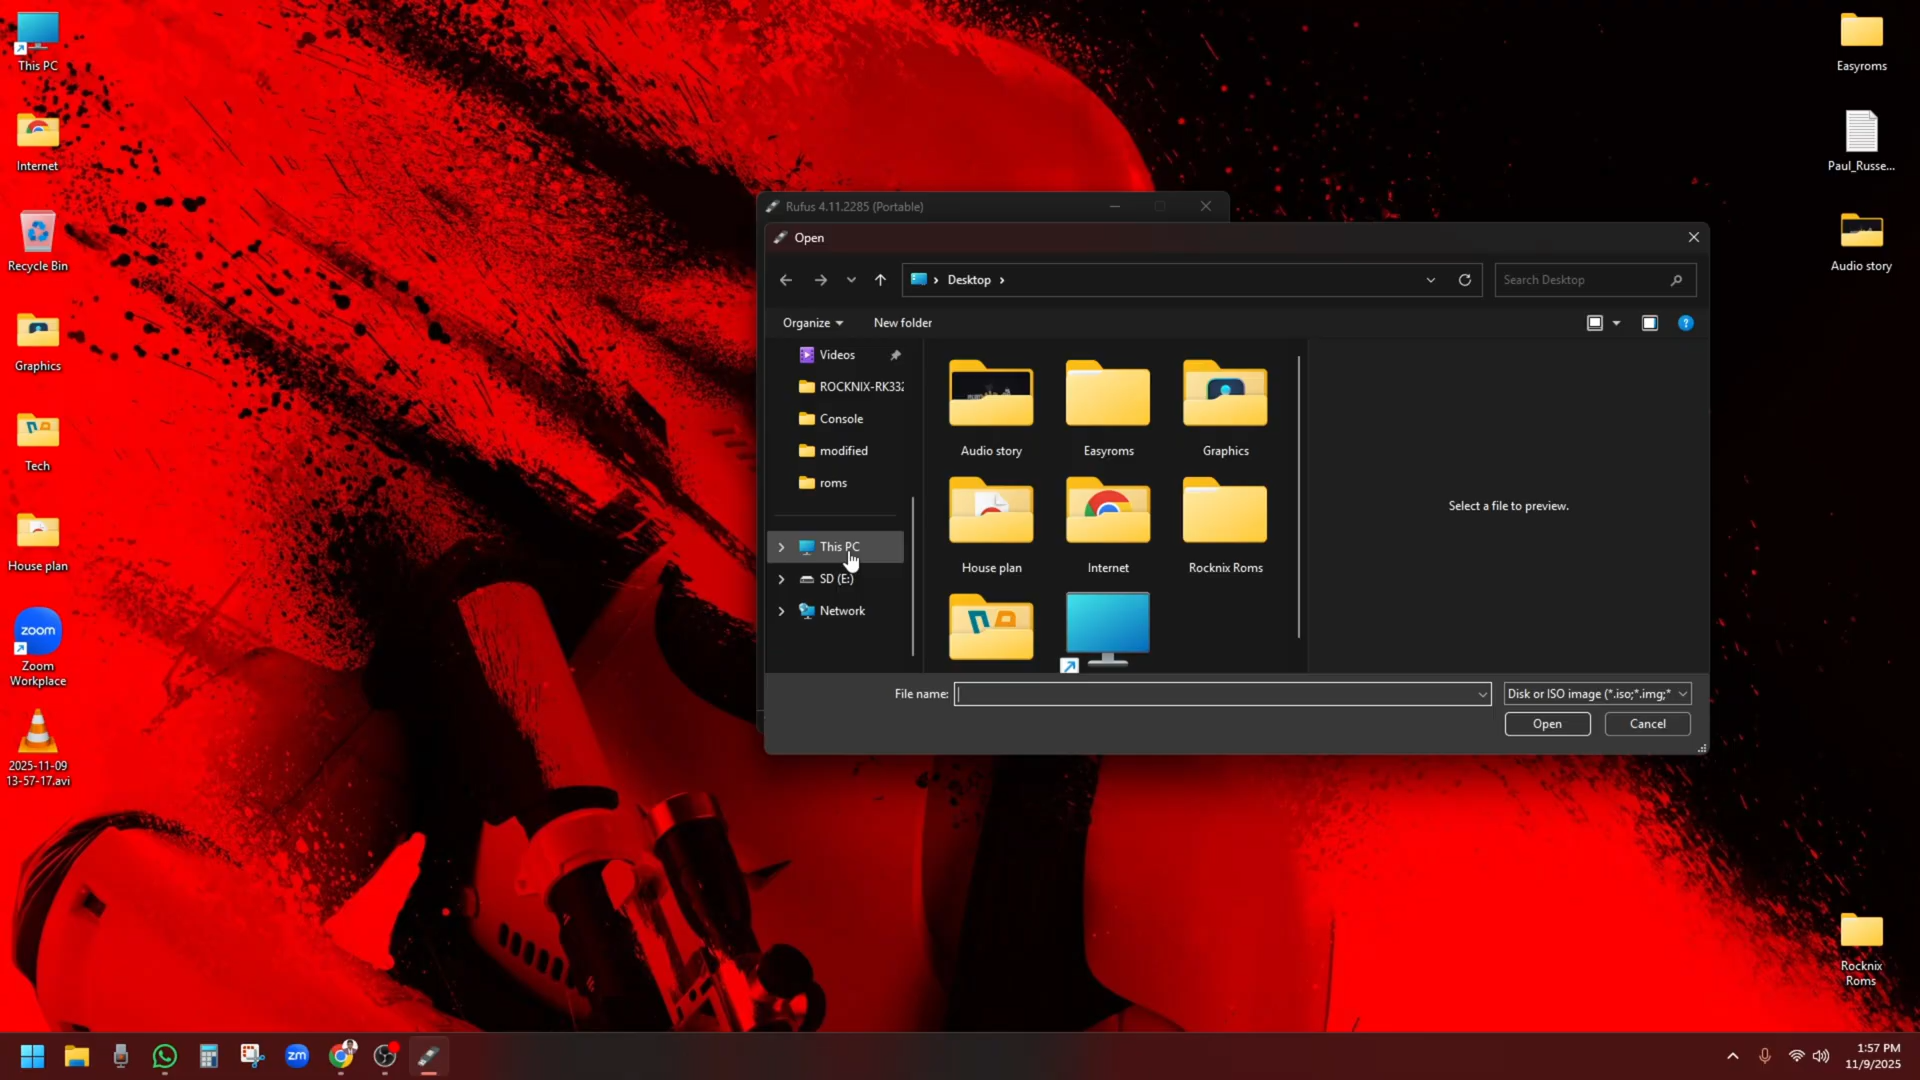 This PC
Internet
Recycle Bin
Graphics
Tech
House plan
zoom
Zoom
Workplace
2025-11-09
13-57-17.avi
Easyroms
Paul_Russe...
Audio story
Rocknix
Roms
Rufus 4.11.2285 (Portable)
Open
Desktop
Search Desktop
Organize
New folder
Videos
ROCKNIX-RK332
Console
modified
roms
This PC
SD (E:)
Network
Audio story
Easyroms
Graphics
House plan
Internet
Rocknix Roms
Select a file to preview.
File name:
Disk or ISO image (*.iso;*.img;*
Open
Cancel
zm
1:57 PM
11/9/2025